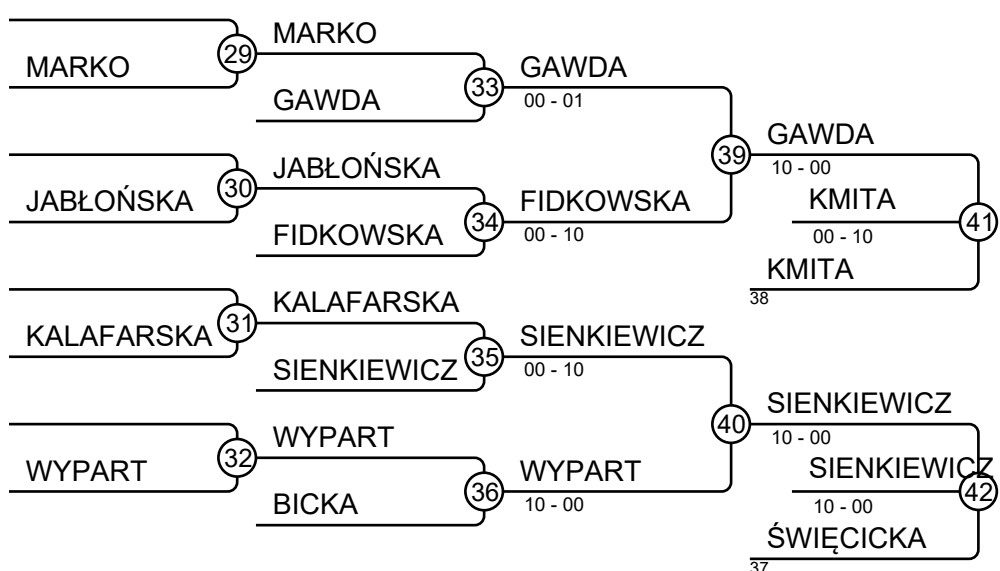 MARKO
29
MARKO
GAWDA
33
GAWDA
00 - 01
JABŁOŃSKA
30
JABŁOŃSKA
FIDKOWSKA
34
FIDKOWSKA
00 - 10
39
GAWDA
10 - 00
KMITA
00 - 10
41
KMITA
38
KALAFARSKA
31
KALAFARSKA
SIENKIEWICZ
35
SIENKIEWICZ
00 - 10
WYPART
32
WYPART
BICKA
36
WYPART
10 - 00
40
SIENKIEWICZ
10 - 00
SIENKIEWICZ
10 - 00
42
ŚWIĘCICKA
37